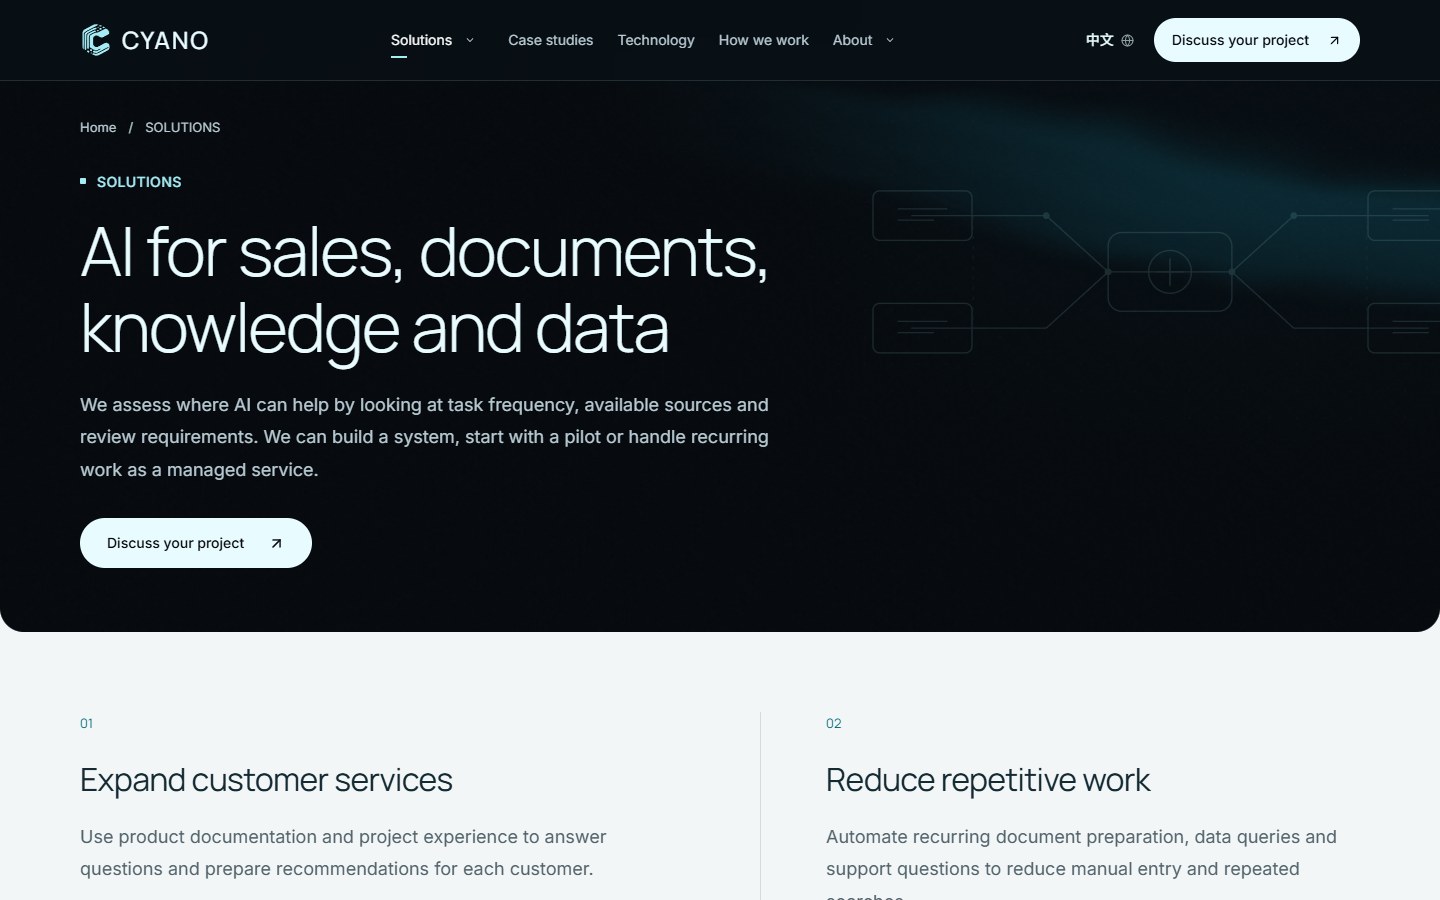 CYANO
Solutions
Case studies
Technology
How we work
About
中文
Discuss your project
Home / SOLUTIONS
SOLUTIONS
AI for sales, documents,
knowledge and data
We assess where AI can help by looking at task frequency, available sources and
review requirements. We can build a system, start with a pilot or handle recurring
work as a managed service.
Discuss your project
01
Expand customer services
Use product documentation and project experience to answer
questions and prepare recommendations for each customer.
02
Reduce repetitive work
Automate recurring document preparation, data queries and
support questions to reduce manual entry and repeated